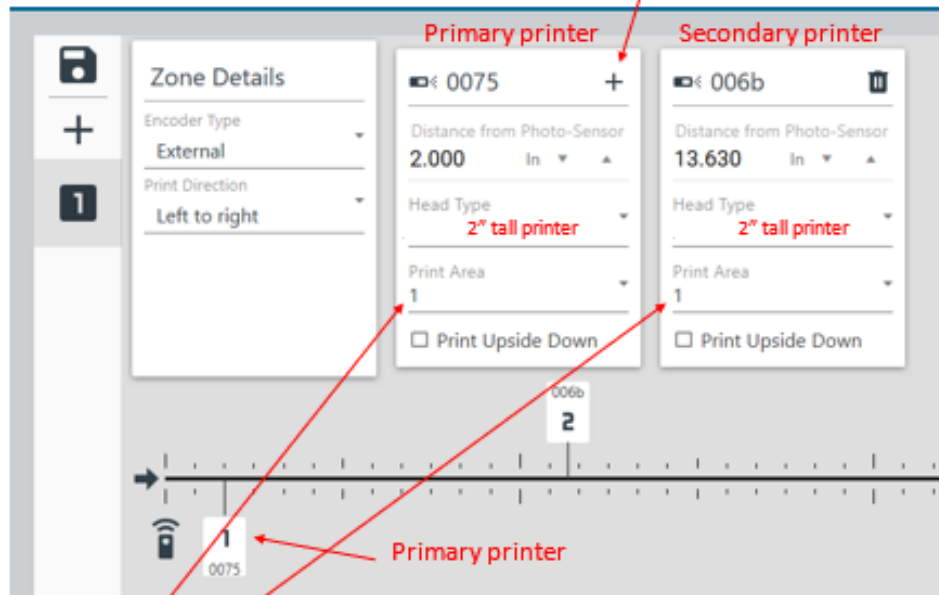 Primary printer
Secondary printer
Zone Details
Encoder Type
External
Print Direction
Left to right
0075
Distance from Photo-Sensor
2.000 In
Head Type
2” tall printer
Print Area
1
Print Upside Down
006b
Distance from Photo-Sensor
13.630 In
Head Type
2” tall printer
Print Area
1
Print Upside Down
1
006b
2
1
0075
Primary printer